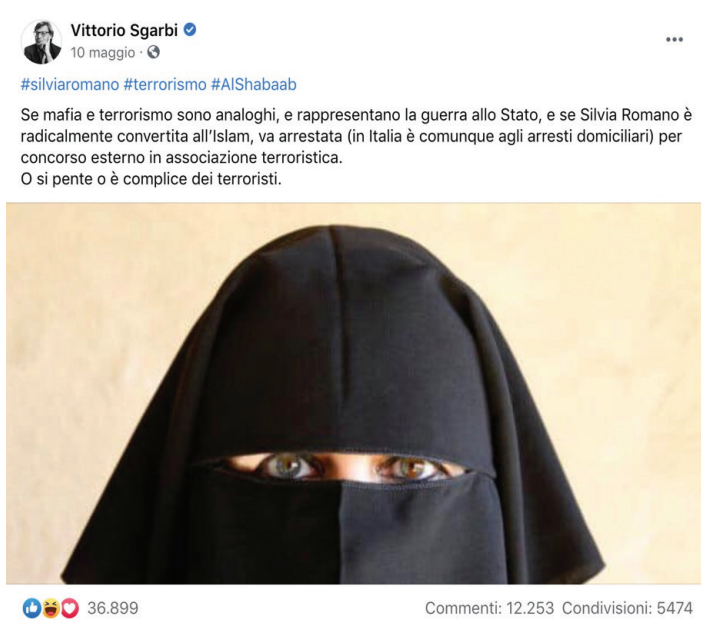 Vittorio Sgarbi
10 maggio ·
#silviaromano #terrorismo #AlShabaab
Se mafia e terrorismo sono analoghi, e rappresentano la guerra allo Stato, e se Silvia Romano è
radicalmente convertita all'Islam, va arrestata (in Italia è comunque agli arresti domiciliari) per
concorso esterno in associazione terroristica.
O si pente o è complice dei terroristi.
36.899 Commenti: 12.253 Condivisioni: 5474